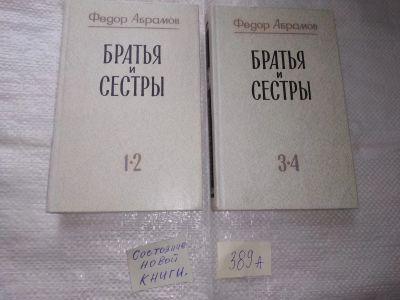 Федор Абрамов
БРАТЬЯ
и
СЕСТРЫ
1·2
Федор Абрамов
БРАТЬЯ
и
СЕСТРЫ
3·4
Состояние
новой
книги.
389А